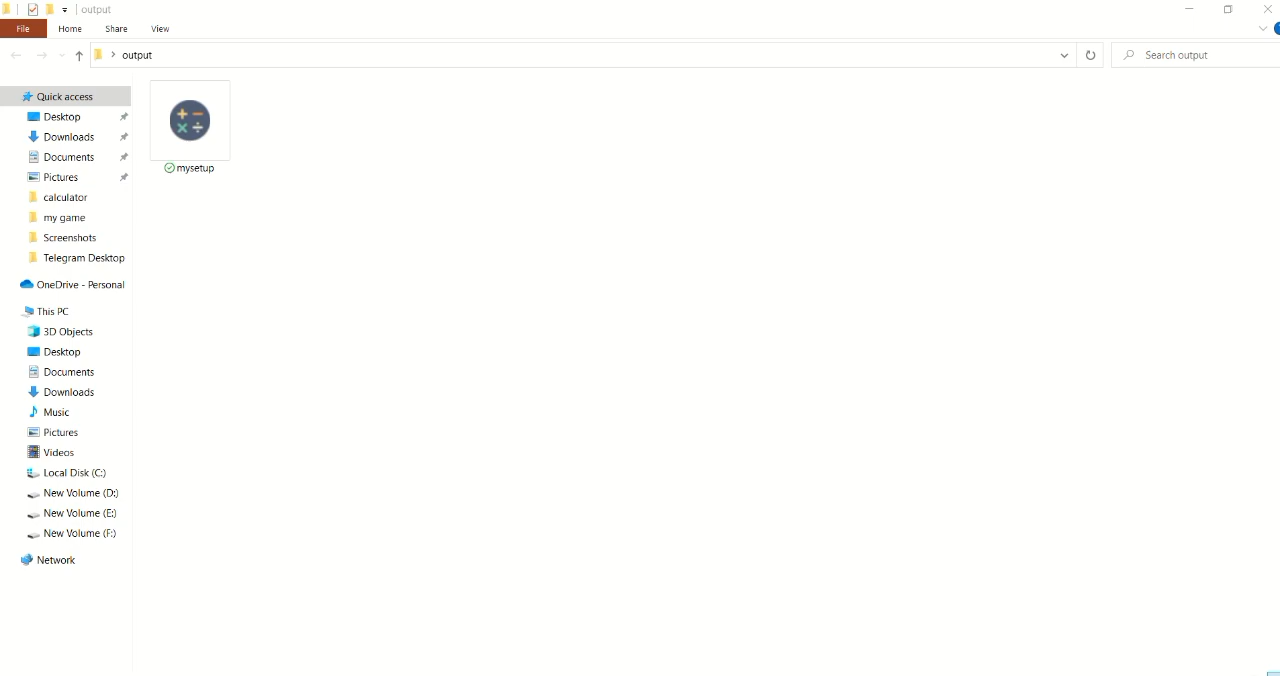 output
File Home Share View
output
Search output
Quick access
Desktop
Downloads
Documents
Pictures
calculator
my game
Screenshots
Telegram Desktop
OneDrive - Personal
This PC
3D Objects
Desktop
Documents
Downloads
Music
Pictures
Videos
Local Disk (C:)
New Volume (D:)
New Volume (E:)
New Volume (F:)
Network
mysetup